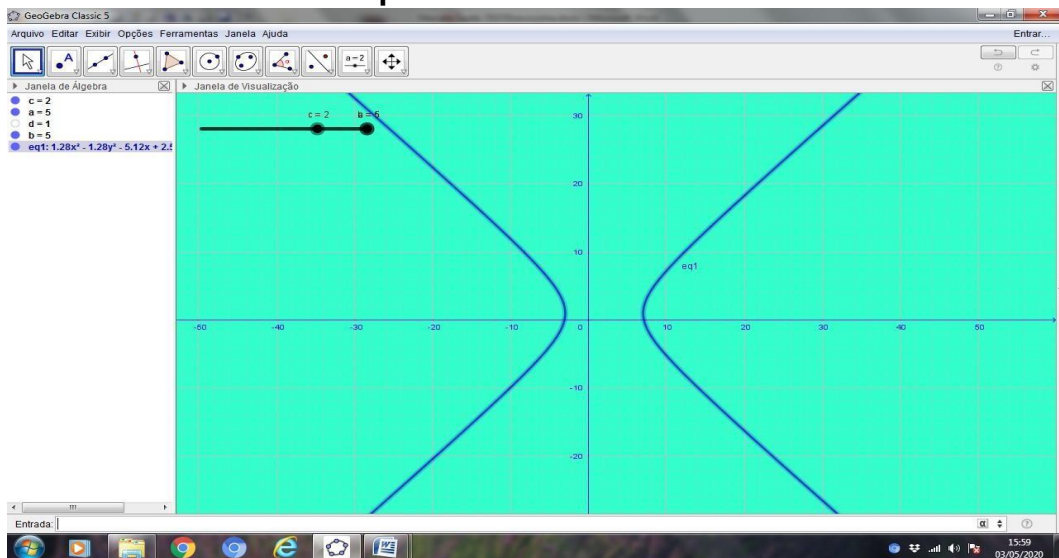 GeoGebra Classic 5
Arquivo Editar Exibir Opções Ferramentas Janela Ajuda
Entrar...
A
a=2
Janela de Álgebra
Janela de Visualização
c = 2
a = 5
d = 1
b = 5
eq1: 1.28x² - 1.28y² - 5.12x + 2.5
c = 2
b = 5
30
20
10
eq1
-50 -40 -30 -20 -10 0 10 20 30 40 50
-10
-20
Entrada:
α
15:59
03/05/2020